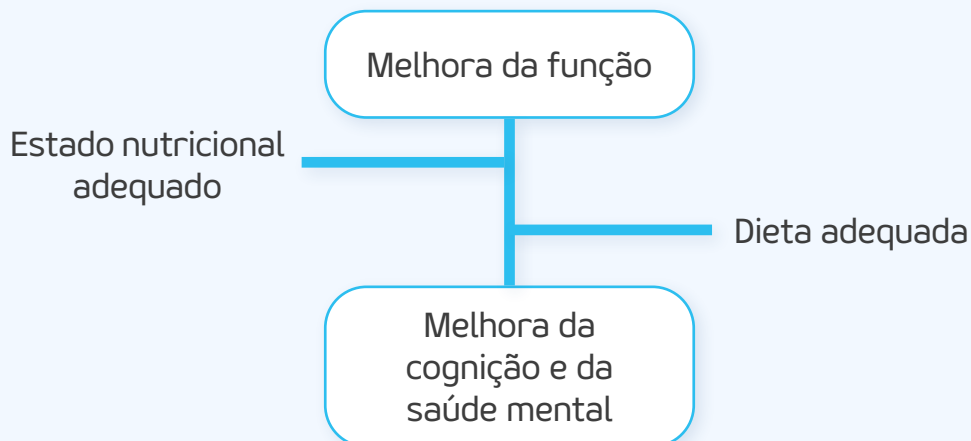 Melhora da função
Estado nutricional
adequado
Dieta adequada
Melhora da
cognição e da
saúde mental